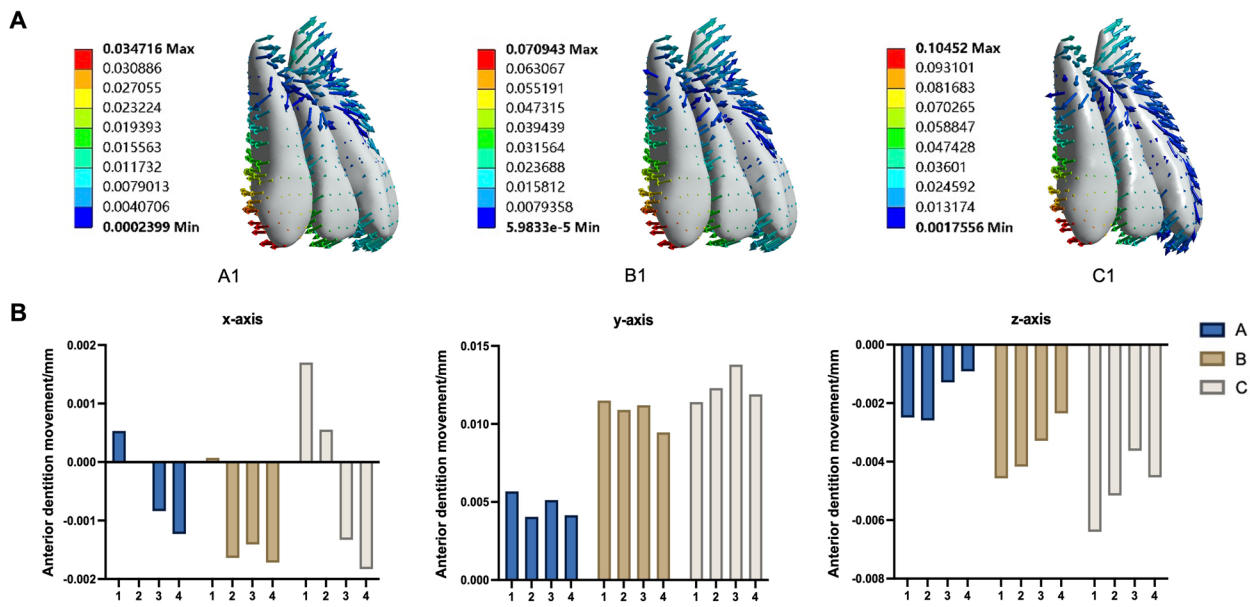 A
0.034716 Max
0.030886
0.027055
0.023224
0.019393
0.015563
0.011732
0.0079013
0.0040706
0.0002399 Min
A1
0.070943 Max
0.063067
0.055191
0.047315
0.039439
0.031564
0.023688
0.015812
0.0079358
5.9833e-5 Min
B1
0.10452 Max
0.093101
0.081683
0.070265
0.058847
0.047428
0.03601
0.024592
0.013174
0.0017556 Min
C1
B
x-axis
Anterior dentition movement/mm
0.002
0.001
0.000
-0.001
-0.002
1 2 3 4 1 2 3 4 1 2 3 4
y-axis
Anterior dentition movement/mm
0.015
0.010
0.005
0.000
1 2 3 4 1 2 3 4 1 2 3 4
z-axis
Anterior dentition movement/mm
0.000
-0.002
-0.004
-0.006
-0.008
1 2 3 4 1 2 3 4 1 2 3 4
A
B
C